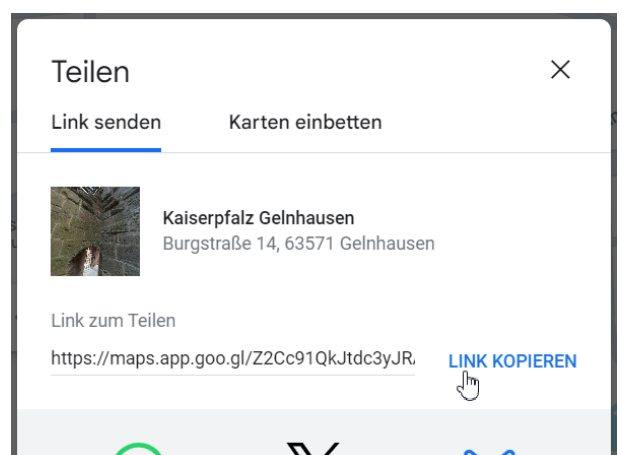 Teilen
Link senden
Karten einbetten
Kaiserpfalz Gelnhausen
Burgstraße 14, 63571 Gelnhausen
Link zum Teilen
https://maps.app.goo.gl/Z2Cc91QkJtdc3yJR
LINK KOPIEREN